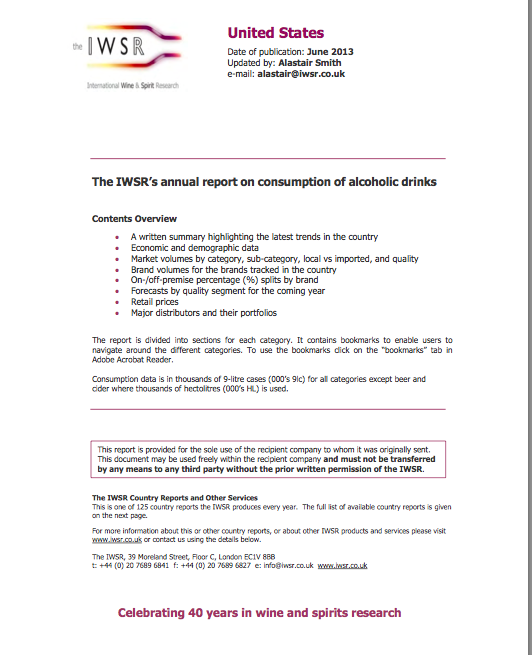 the IWSR
International Wine & Spirit Research
United States
Date of publication: June 2013
Updated by: Alastair Smith
e-mail: alastair@iwsr.co.uk
The IWSR's annual report on consumption of alcoholic drinks
Contents Overview
• A written summary highlighting the latest trends in the country
• Economic and demographic data
• Market volumes by category, sub-category, local vs imported, and quality
• Brand volumes for the brands tracked in the country
• On-/off-premise percentage (%) splits by brand
• Forecasts by quality segment for the coming year
• Retail prices
• Major distributors and their portfolios
The report is divided into sections for each category. It contains bookmarks to enable users to
navigate around the different categories. To use the bookmarks click on the "bookmarks" tab in
Adobe Acrobat Reader.
Consumption data is in thousands of 9-litre cases (000's 9lc) for all categories except beer and
cider where thousands of hectolitres (000's HL) is used.
This report is provided for the sole use of the recipient company to whom it was originally sent.
This document may be used freely within the recipient company and must not be transferred
by any means to any third party without the prior written permission of the IWSR.
The IWSR Country Reports and Other Services
This is one of 125 country reports the IWSR produces every year. The full list of available country reports is given
on the next page.
For more information about this or other country reports, or about other IWSR products and services please visit
www.iwsr.co.uk or contact us using the details below.
The IWSR, 39 Moreland Street, Floor C, London EC1V 8BB
t: +44 (0) 20 7689 6841 f: +44 (0) 20 7689 6827 e: info@iwsr.co.uk www.iwsr.co.uk
Celebrating 40 years in wine and spirits research